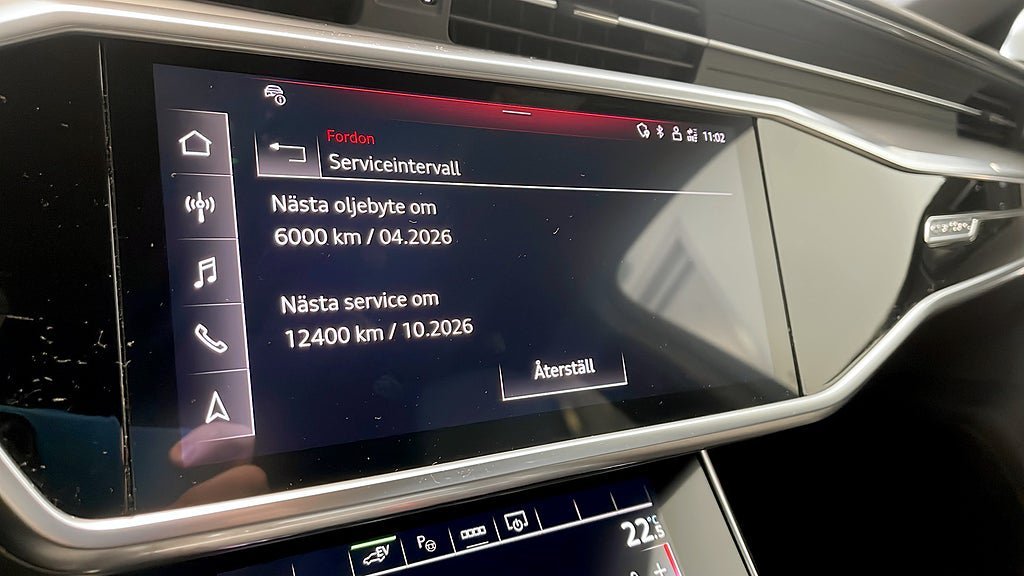 11:02
Fordon
Serviceintervall
Nästa oljebyte om
6000 km / 04.2026
Nästa service om
12400 km / 10.2026
Återställ
EV
P
22.5°C